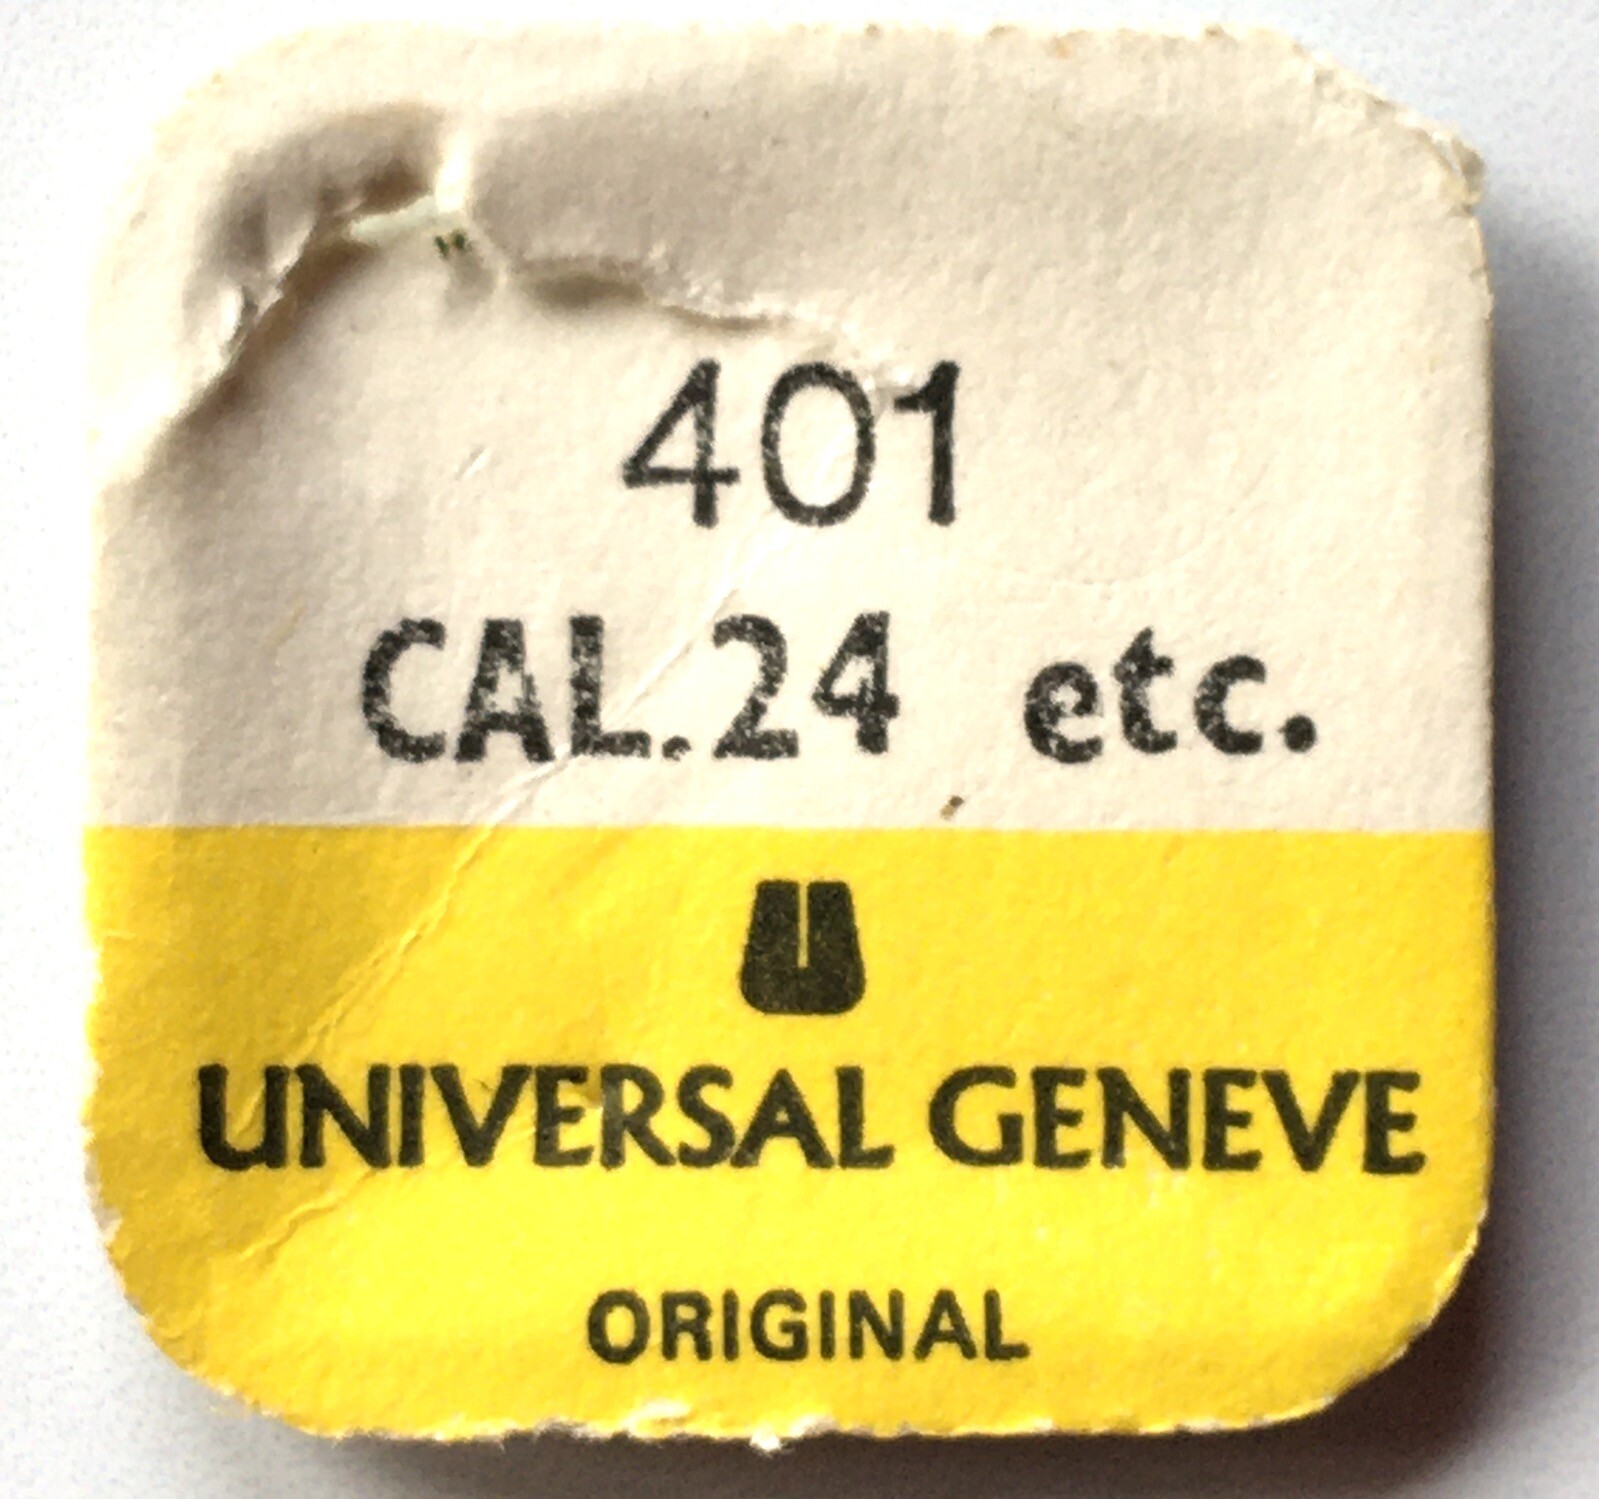 401
CAL.24 etc.
UNIVERSAL GENEVE
ORIGINAL